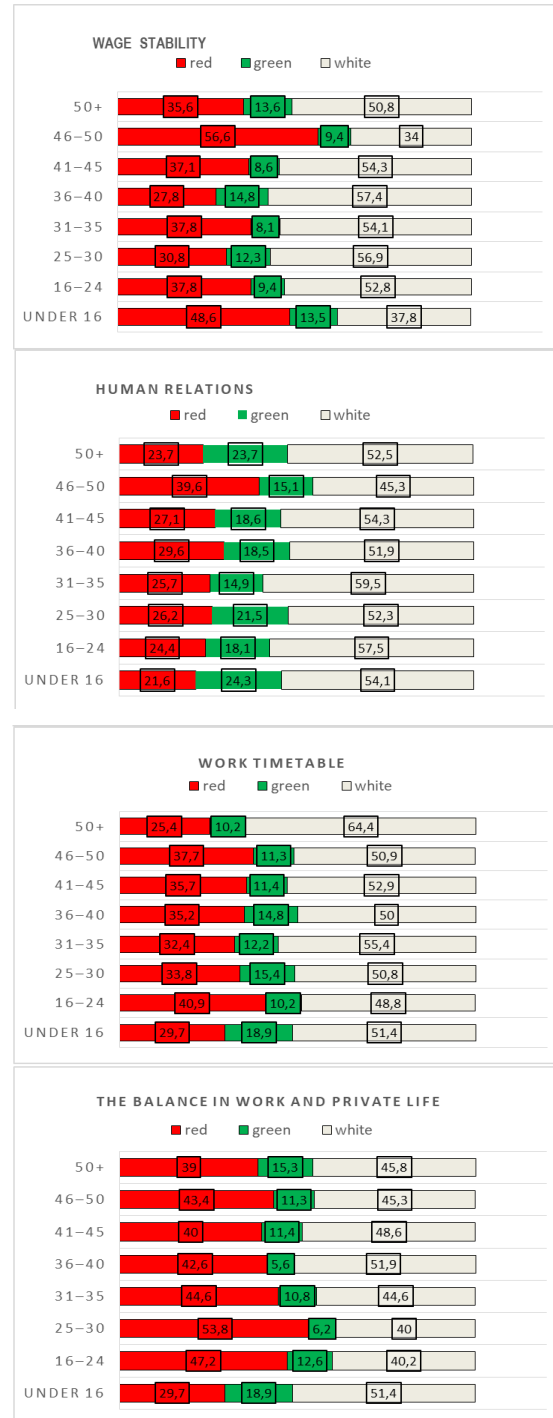 WAGE STABILITY
red green white
50+ 35,6 13,6 50,8
46–50 56,6 9,4 34
41–45 37,1 8,6 54,3
36–40 27,8 14,8 57,4
31–35 37,8 8,1 54,1
25–30 30,8 12,3 56,9
16–24 37,8 9,4 52,8
UNDER 16 48,6 13,5 37,8
HUMAN RELATIONS
red green white
50+ 23,7 23,7 52,5
46–50 39,6 15,1 45,3
41–45 27,1 18,6 54,3
36–40 29,6 18,5 51,9
31–35 25,7 14,9 59,5
25–30 26,2 21,5 52,3
16–24 24,4 18,1 57,5
UNDER 16 21,6 24,3 54,1
WORK TIMETABLE
red green white
50+ 25,4 10,2 64,4
46–50 37,7 11,3 50,9
41–45 35,7 11,4 52,9
36–40 35,2 14,8 50
31–35 32,4 12,2 55,4
25–30 33,8 15,4 50,8
16–24 40,9 10,2 48,8
UNDER 16 29,7 18,9 51,4
THE BALANCE IN WORK AND PRIVATE LIFE
red green white
50+ 39 15,3 45,8
46–50 43,4 11,3 45,3
41–45 40 11,4 48,6
36–40 42,6 5,6 51,9
31–35 44,6 10,8 44,6
25–30 53,8 6,2 40
16–24 47,2 12,6 40,2
UNDER 16 29,7 18,9 51,4